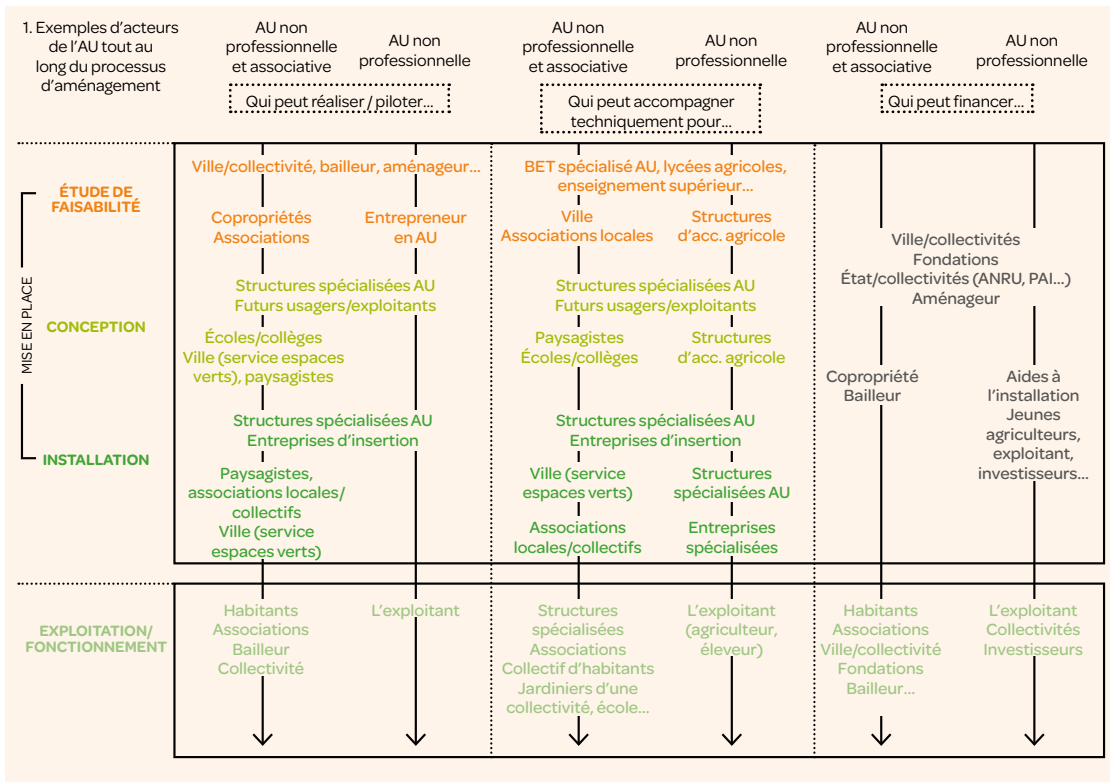 1. Exemples d'acteurs
de l'AU tout au
long du processus
d'aménagement
AU non
professionnelle
et associative
AU non
professionnelle
Qui peut réaliser / piloter...
AU non
professionnelle
et associative
AU non
professionnelle
Qui peut accompagner
techniquement pour...
AU non
professionnelle
et associative
AU non
professionnelle
Qui peut financer...
MISE EN PLACE
ÉTUDE DE
FAISABILITÉ
Ville/collectivité, bailleur, aménageur...
Copropriétés
Associations
Entrepreneur
en AU
BET spécialisé AU, lycées agricoles,
enseignement supérieur...
Ville
Associations locales
Structures
d'acc. agricole
Ville/collectivités
Fondations
État/collectivités (ANRU, PAI...)
Aménageur
CONCEPTION
Structures spécialisées AU
Futurs usagers/exploitants
Écoles/collèges
Ville (service espaces
verts), paysagistes
Structures spécialisées AU
Futurs usagers/exploitants
Paysagistes
Écoles/collèges
Structures
d'acc. agricole
Copropriété
Bailleur
Aides à
l'installation
Jeunes
agriculteurs,
exploitant,
investisseurs...
INSTALLATION
Structures spécialisées AU
Entreprises d'insertion
Paysagistes,
associations locales/
collectifs
Ville (service
espaces verts)
Structures spécialisées AU
Entreprises d'insertion
Ville (service
espaces verts)
Structures
spécialisées AU
Associations
locales/collectifs
Entreprises
spécialisées
EXPLOITATION/
FONCTIONNEMENT
Habitants
Associations
Bailleur
Collectivité
L'exploitant
Structures
spécialisées
Associations
Collectif d'habitants
Jardiniers d'une
collectivité, école...
L'exploitant
(agriculteur,
éleveur)
Habitants
Associations
Ville/collectivité
Fondations
Bailleur...
L'exploitant
Collectivités
Investisseurs